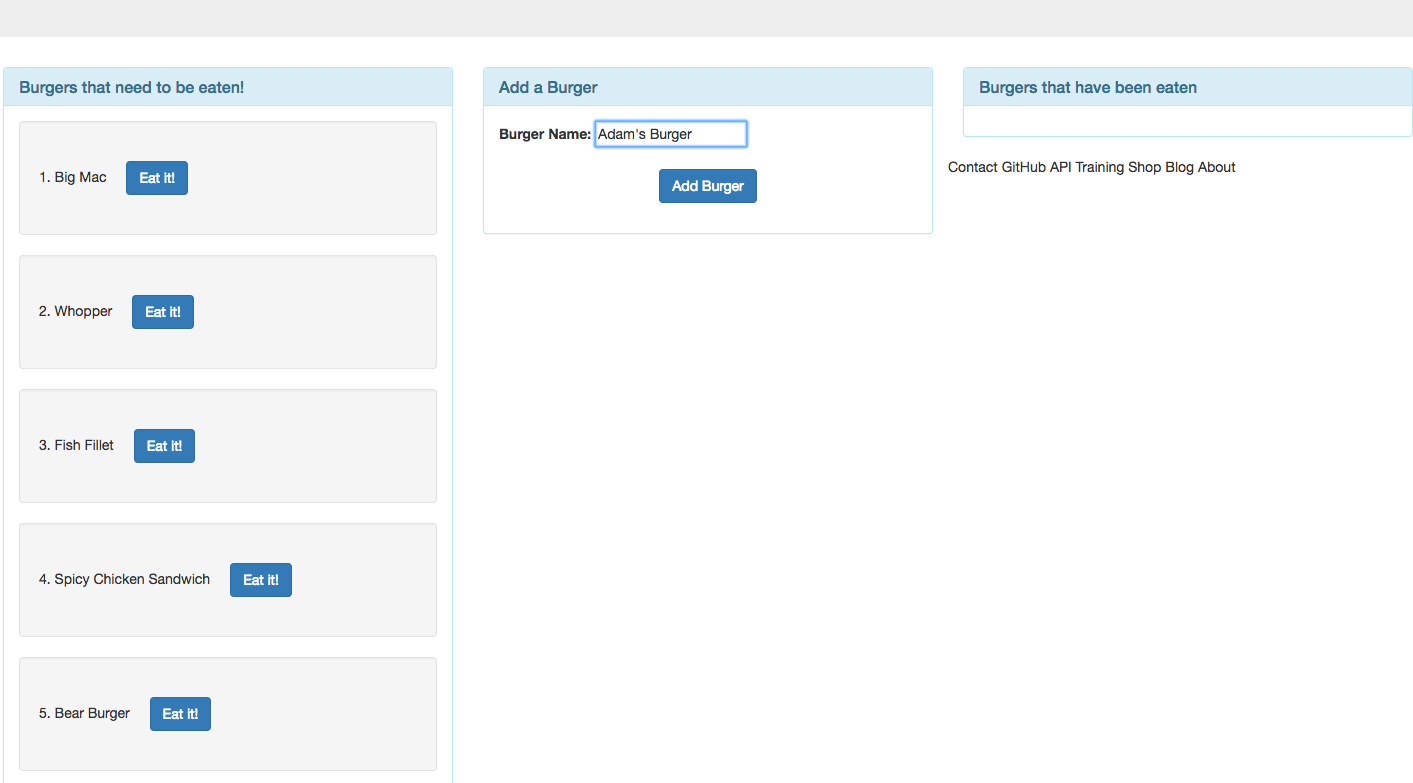 Burgers that need to be eaten!
1. Big Mac Eat it!
2. Whopper Eat it!
3. Fish Fillet Eat it!
4. Spicy Chicken Sandwich Eat it!
5. Bear Burger Eat it!
Add a Burger
Burger Name: Adam's Burger
Add Burger
Burgers that have been eaten
Contact GitHub API Training Shop Blog About